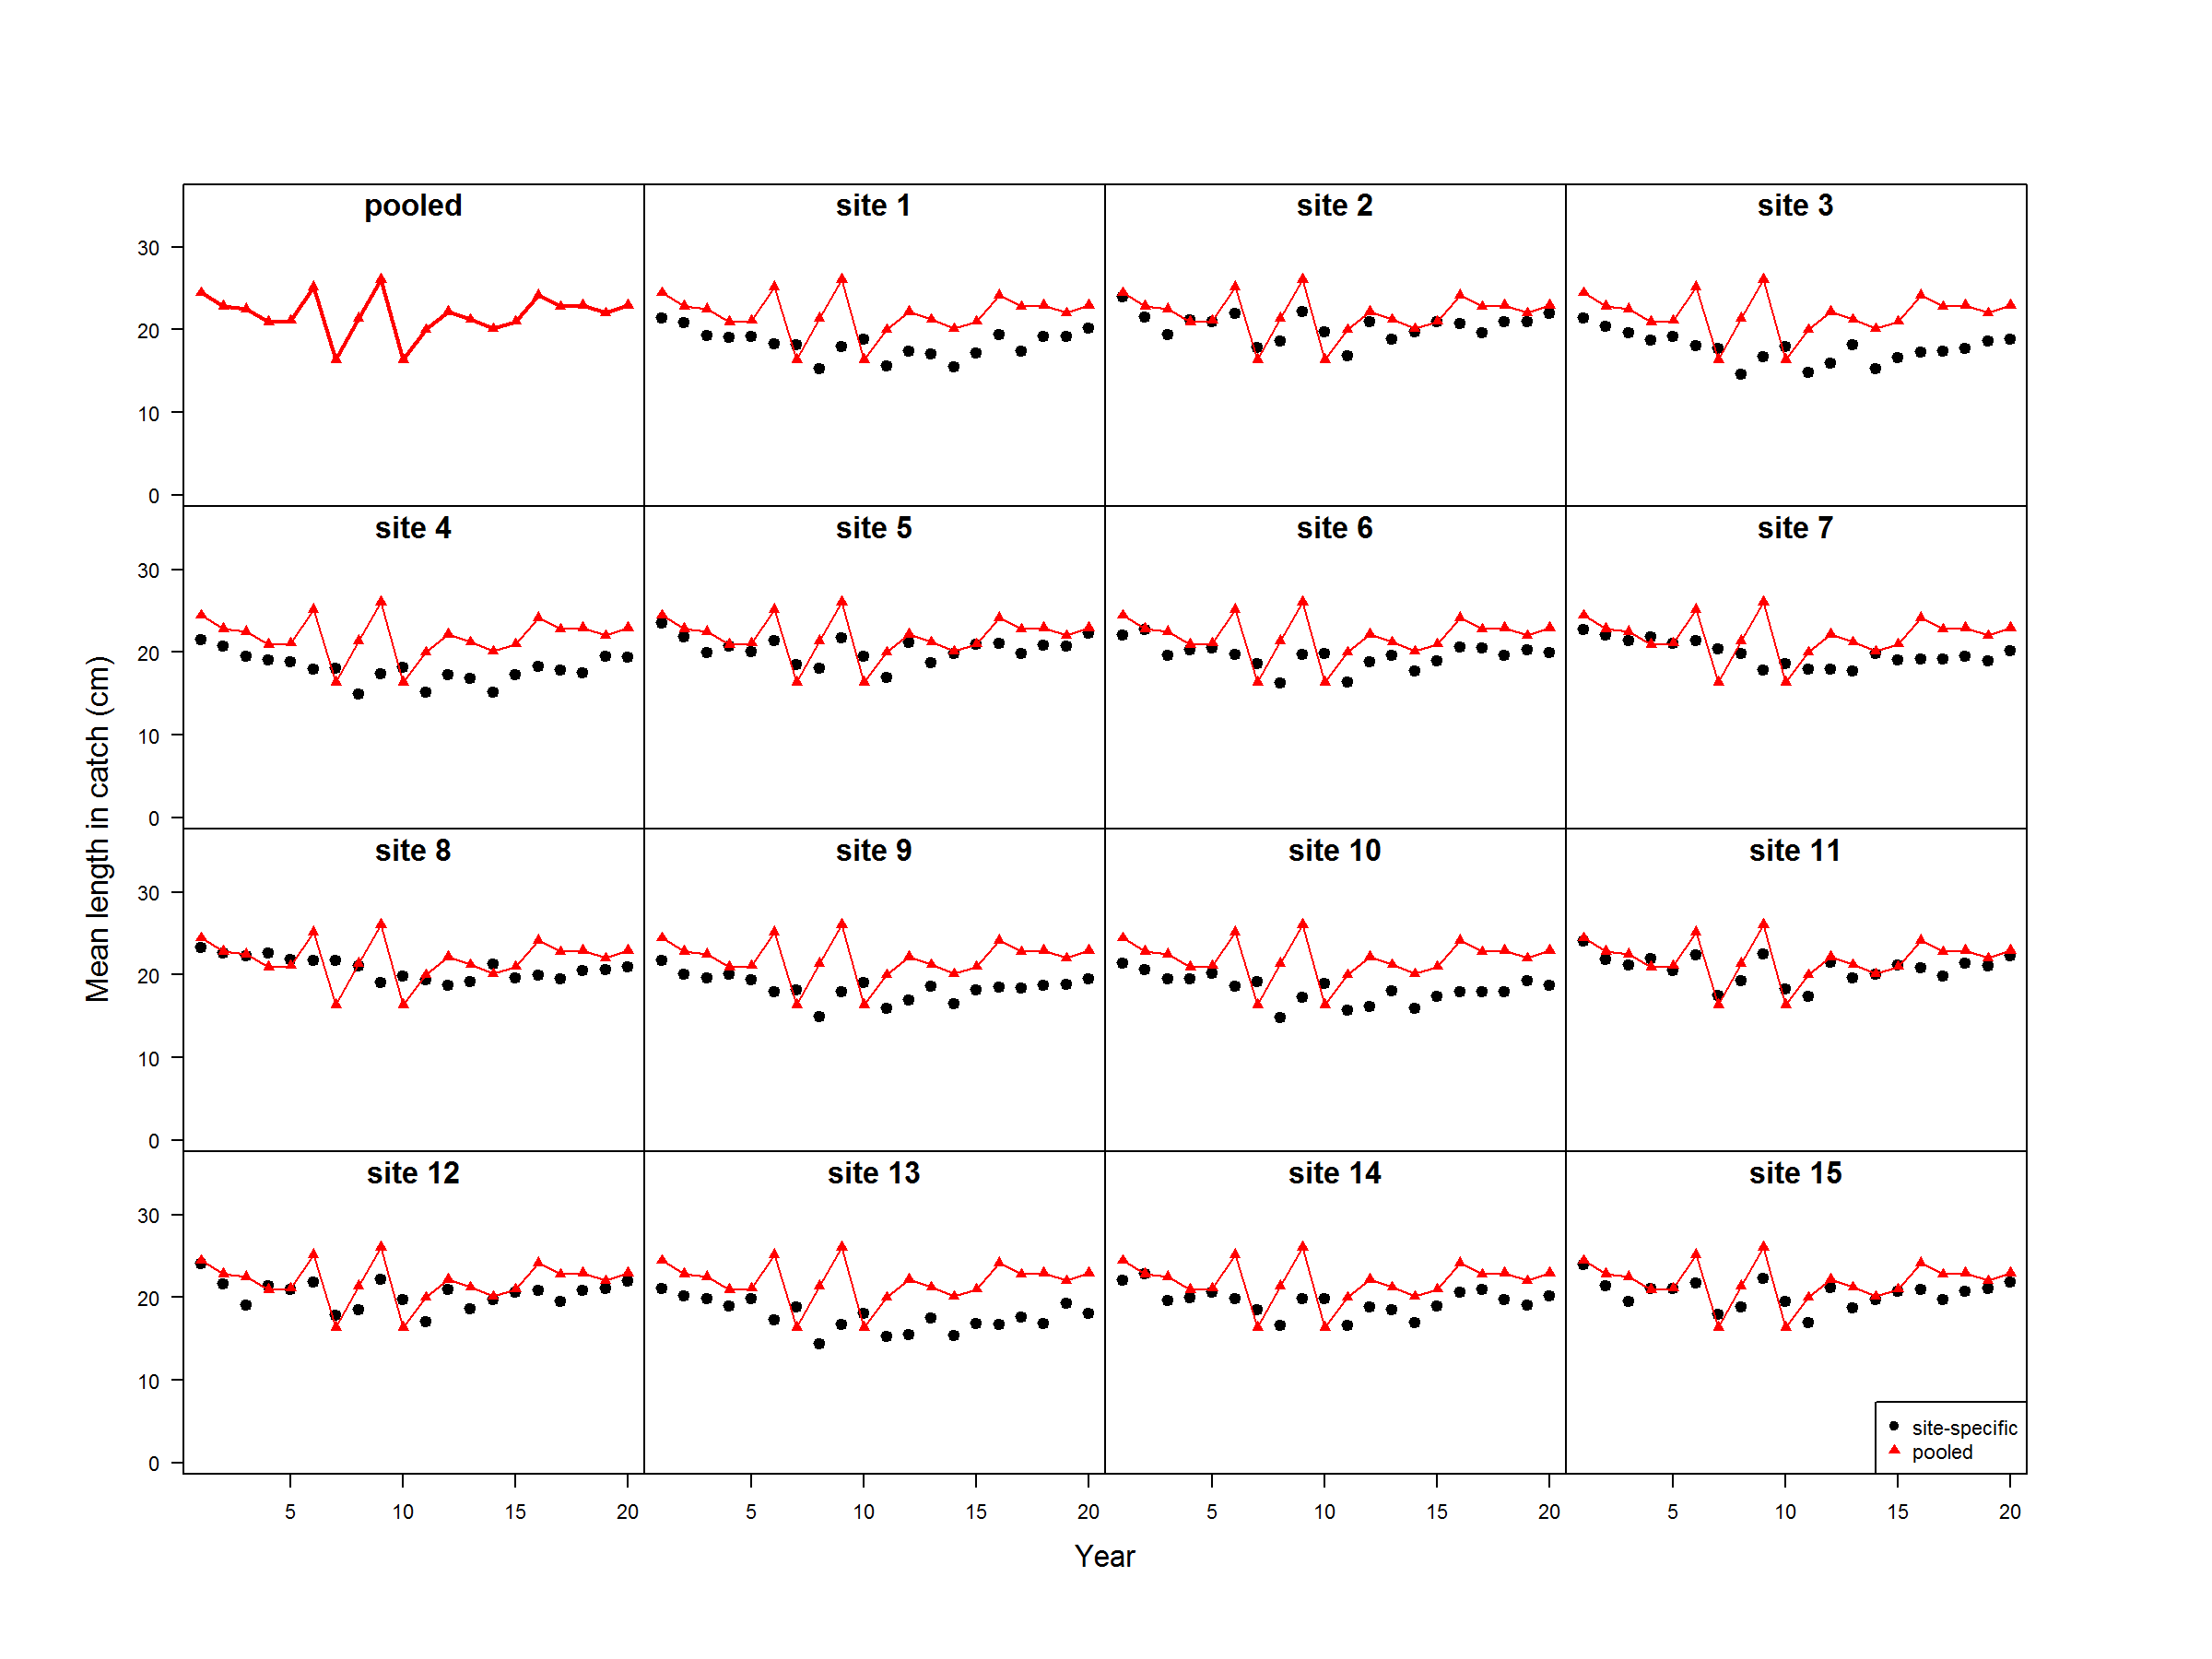 pooled
site 1
site 2
site 3
30
20
10
0
site 4
site 5
site 6
site 7
30
20
10
0
Mean length in catch (cm)
site 8
site 9
site 10
site 11
30
20
10
0
site 12
site 13
site 14
site 15
30
20
10
0
site-specific
pooled
5 10 15 20 5 10 15 20 5 10 15 20 5 10 15 20
Year